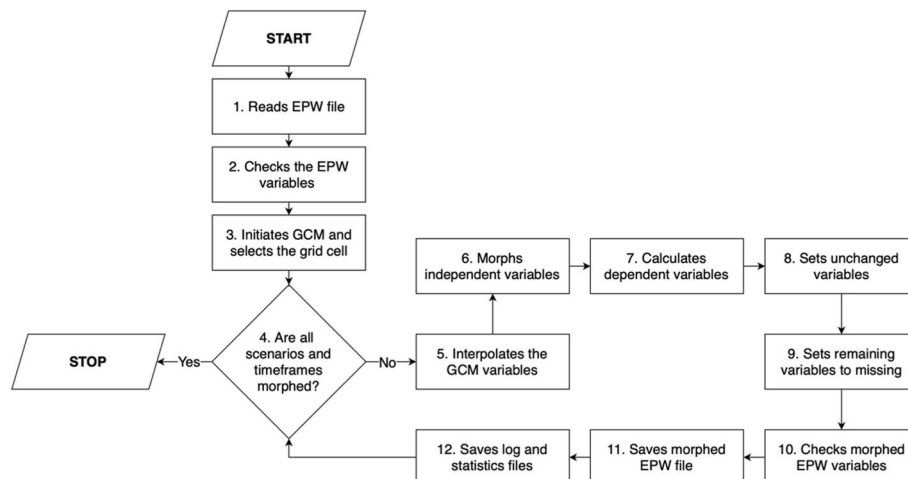 START
1. Reads EPW file
2. Checks the EPW
variables
3. Initiates GCM and
selects the grid cell
4. Are all
scenarios and
timeframes
morphed?
Yes
STOP
No
5. Interpolates the
GCM variables
6. Morphs
independent variables
7. Calculates
dependent variables
8. Sets unchanged
variables
9. Sets remaining
variables to missing
10. Checks morphed
EPW variables
11. Saves morphed
EPW file
12. Saves log and
statistics files